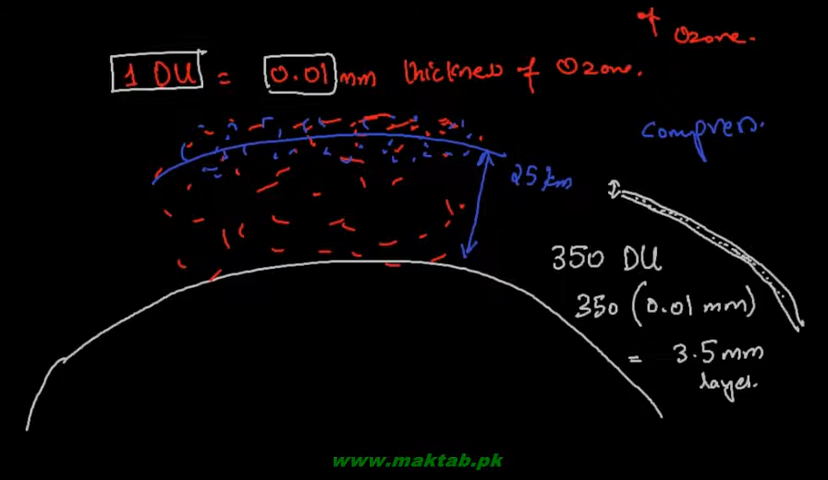 of Ozone.
1 DU = 0.01 mm thickness of Ozone.
compress.
25 km
350 DU
350 (0.01 mm)
= 3.5 mm
layer.
www.maktab.pk